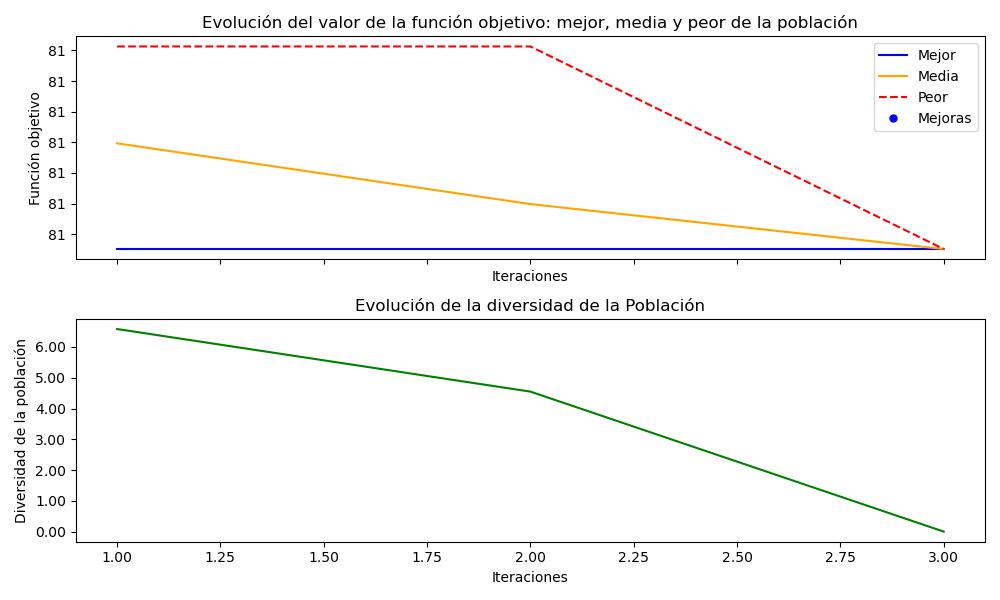 Evolución del valor de la función objetivo: mejor, media y peor de la población
Función objetivo
81
81
81
81
81
81
81
Mejor
Media
Peor
Mejoras
Iteraciones
Evolución de la diversidad de la Población
Diversidad de la población
6.00
5.00
4.00
3.00
2.00
1.00
0.00
1.00 1.25 1.50 1.75 2.00 2.25 2.50 2.75 3.00
Iteraciones